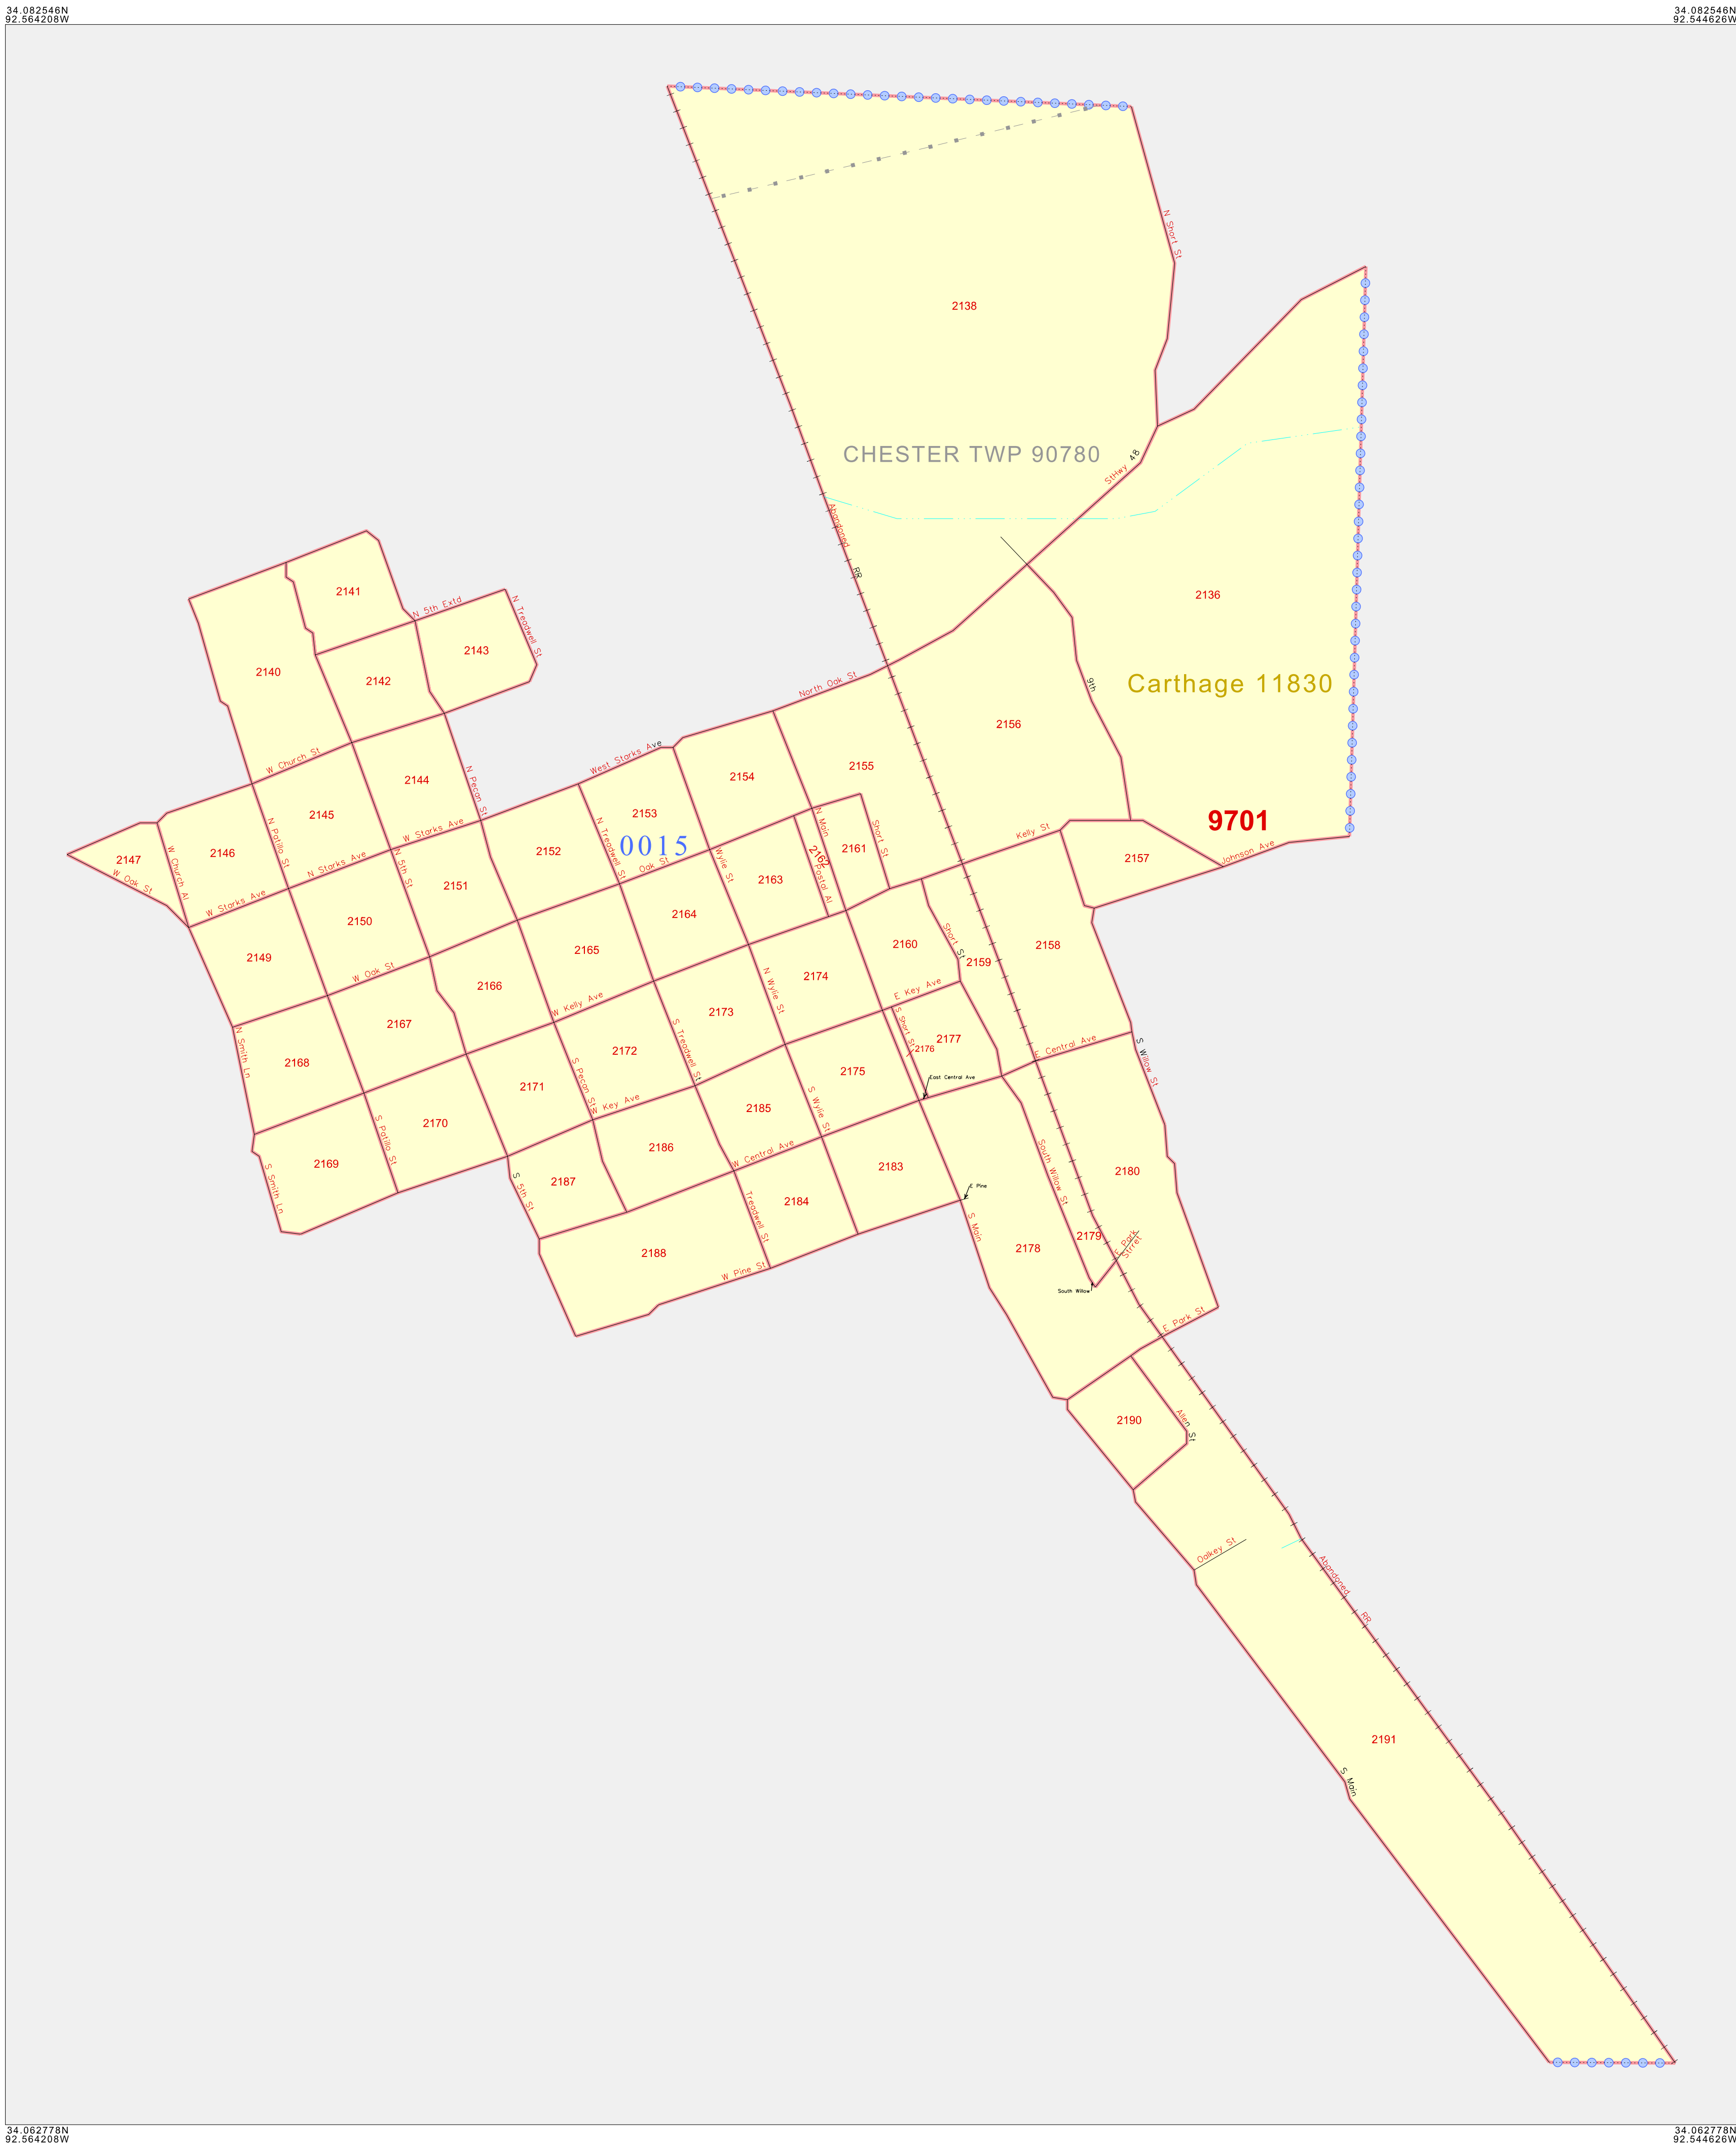 34.082546N
92.564208W
34.082546N
92.544626W
N Short St
2138
CHESTER TWP 90780
StHwy 48
Abandoned RR
2141
N 5th Extd
N Treadwell St
2136
2143
2140
2142
9th
Carthage 11830
North Oak St
2156
West Starks Ave
W Church St
2155
2154
2144
N Pecan St
2153
2145
9701
N Patillo St
W Starks Ave
N Treadwell St
0015
N Main
Short St
Kelly St
2152
2146
2147
W Church Al
W Oak St
N Starks Ave
N 5th St
Oak St
Wylie St
2162
2161
2157
Johnson Ave
2151
2163
Postal Al
W Starks Ave
2150
2164
2149
2165
2160
Short St
2159
2158
W Oak St
2174
N Wylie St
2166
E Key Ave
W Kelly Ave
2167
2173
S Short St
2177
2176
N Smith Ln
S Treadwell St
E Central Ave
S Willow St
2168
2172
S Pecan St
2175
East Central Ave
2171
S Wylie St
W Key Ave
2185
S Patillo St
2170
2186
W Central Ave
South Willow St
2169
S Smith Ln
S 5th St
2187
2183
2180
E Pine
Treadwell St
2184
S Main
2178
2179
E Park Strret
2188
W Pine St
South Willow
E Park St
Allen St
2190
Oalkey St
Abandoned RR
2191
S Main
34.062778N
92.564208W
34.062778N
92.544626W